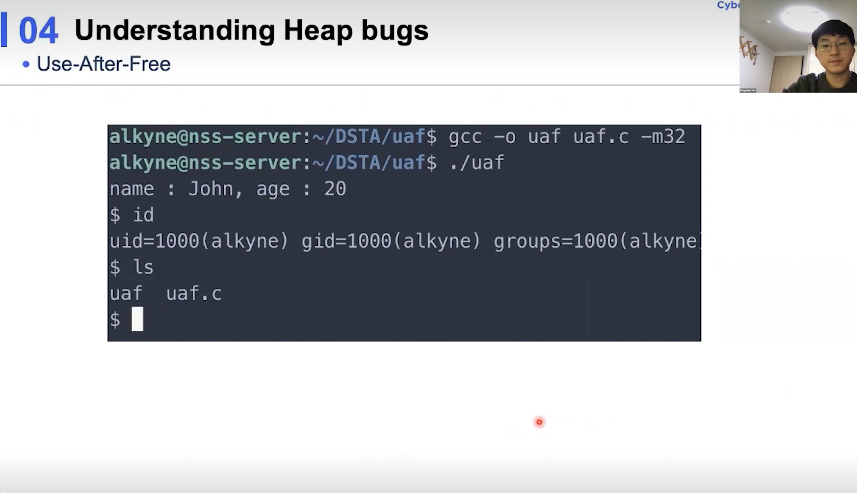 Cybe
04 Understanding Heap bugs
• Use-After-Free
alkyne@nss-server:~/DSTA/uaf$ gcc -o uaf uaf.c -m32
alkyne@nss-server:~/DSTA/uaf$ ./uaf
name : John, age : 20
$ id
uid=1000(alkyne) gid=1000(alkyne) groups=1000(alkyne)
$ ls
uaf  uaf.c
$